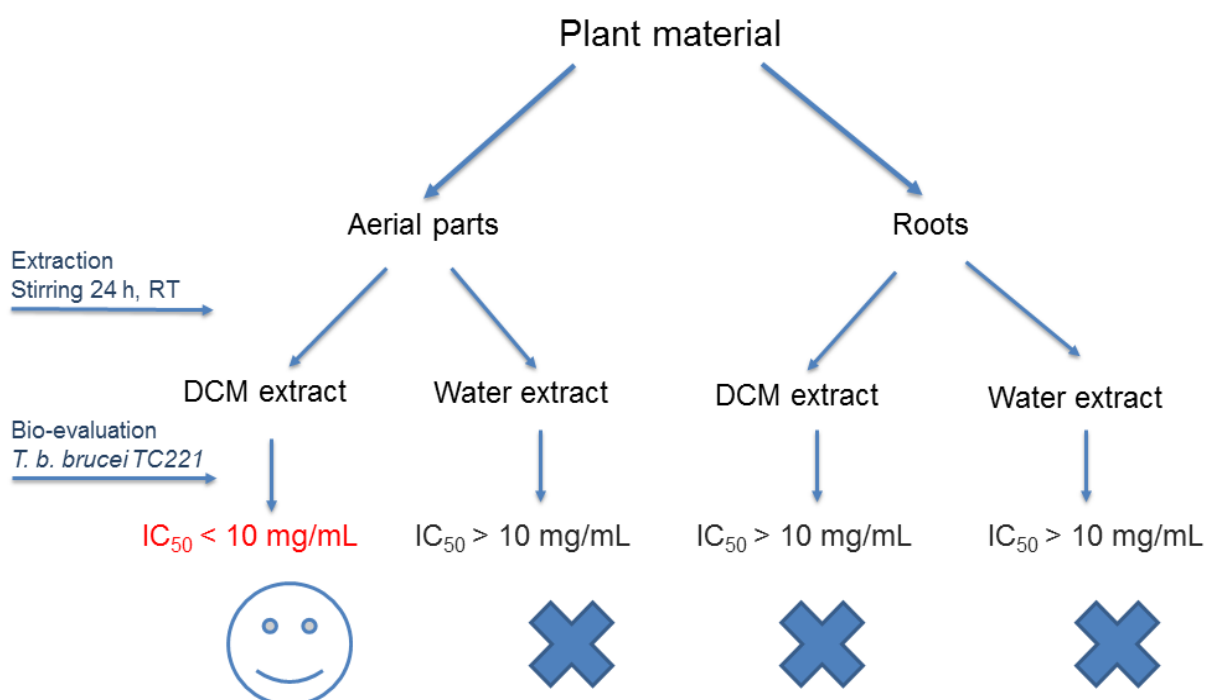 Plant material
Aerial parts
Roots
Extraction
Stirring 24 h, RT
DCM extract
Water extract
DCM extract
Water extract
Bio-evaluation
T. b. brucei TC221
IC50 < 10 mg/mL
IC50 > 10 mg/mL
IC50 > 10 mg/mL
IC50 > 10 mg/mL